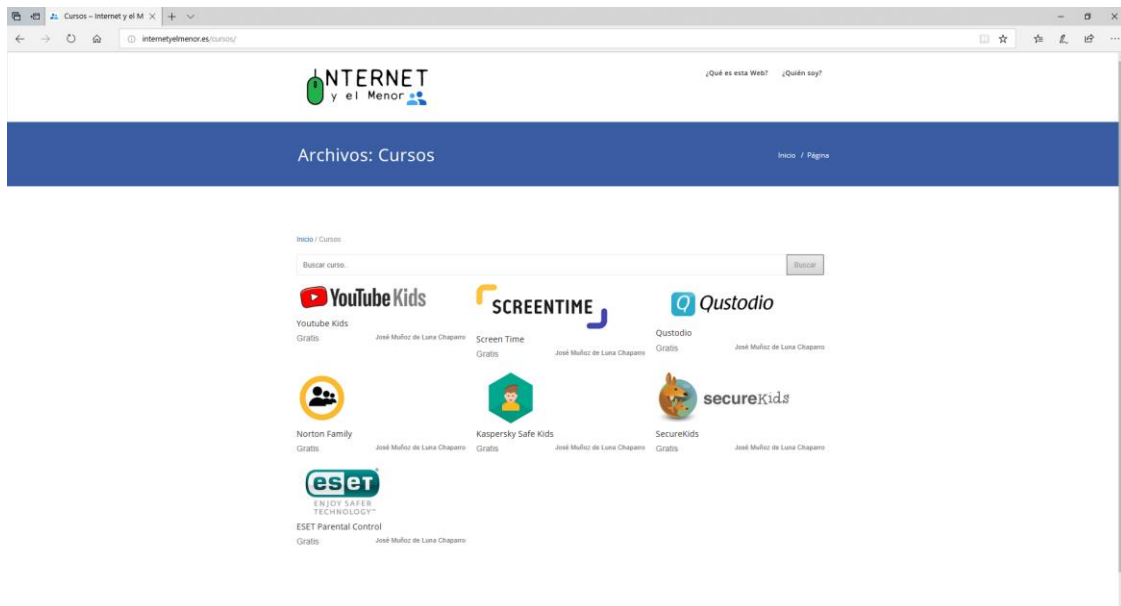 Cursos – Internet y el M
internetyelmenor.es/cursos/
INTERNET
y el Menor
¿Qué es esta Web? ¿Quién soy?
Archivos: Cursos
Inicio / Página
Inicio / Cursos
Buscar curso.
Buscar
YouTube Kids
SCREENTIME
Qustodio
Youtube Kids
Gratis
José Muñoz de Luna Chaparro
Screen Time
Gratis
José Muñoz de Luna Chaparro
Qustodio
Gratis
José Muñoz de Luna Chaparro
secureKids
Norton Family
Gratis
José Muñoz de Luna Chaparro
Kaspersky Safe Kids
Gratis
José Muñoz de Luna Chaparro
SecureKids
Gratis
José Muñoz de Luna Chaparro
eset
ENJOY SAFER
TECHNOLOGY™
ESET Parental Control
Gratis
José Muñoz de Luna Chaparro